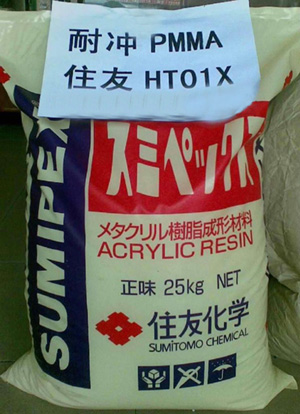 耐冲 PMMA
住友 HT01X
SUMIPEX
スミペックス
メタクリル樹脂成形材料
ACRYLIC RESIN
正味 25kg NET
住友化学
SUMITOMO CHEMICAL